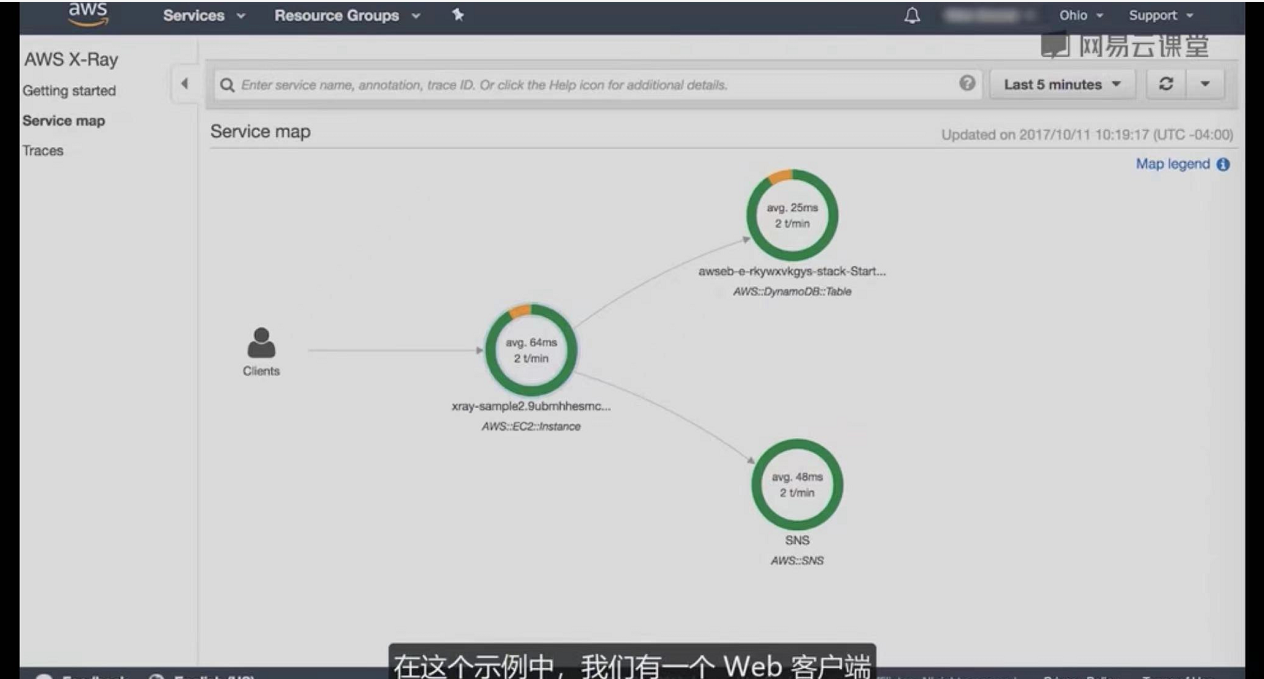 aws
Services
Resource Groups
Ohio
Support
网易云课堂
AWS X-Ray
Getting started
Service map
Traces
Enter service name, annotation, trace ID. Or click the Help icon for additional details.
Last 5 minutes
Service map
Updated on 2017/10/11 10:19:17 (UTC -04:00)
Map legend
avg. 25ms
2 t/min
awseb-e-rkywxvkgys-stack-Start...
AWS::DynamoDB::Table
Clients
avg. 64ms
2 t/min
xray-sample2.9ubmhhesmc...
AWS::EC2::Instance
avg. 48ms
2 t/min
SNS
AWS::SNS
在这个示例中，我们有一个 Web 客户端